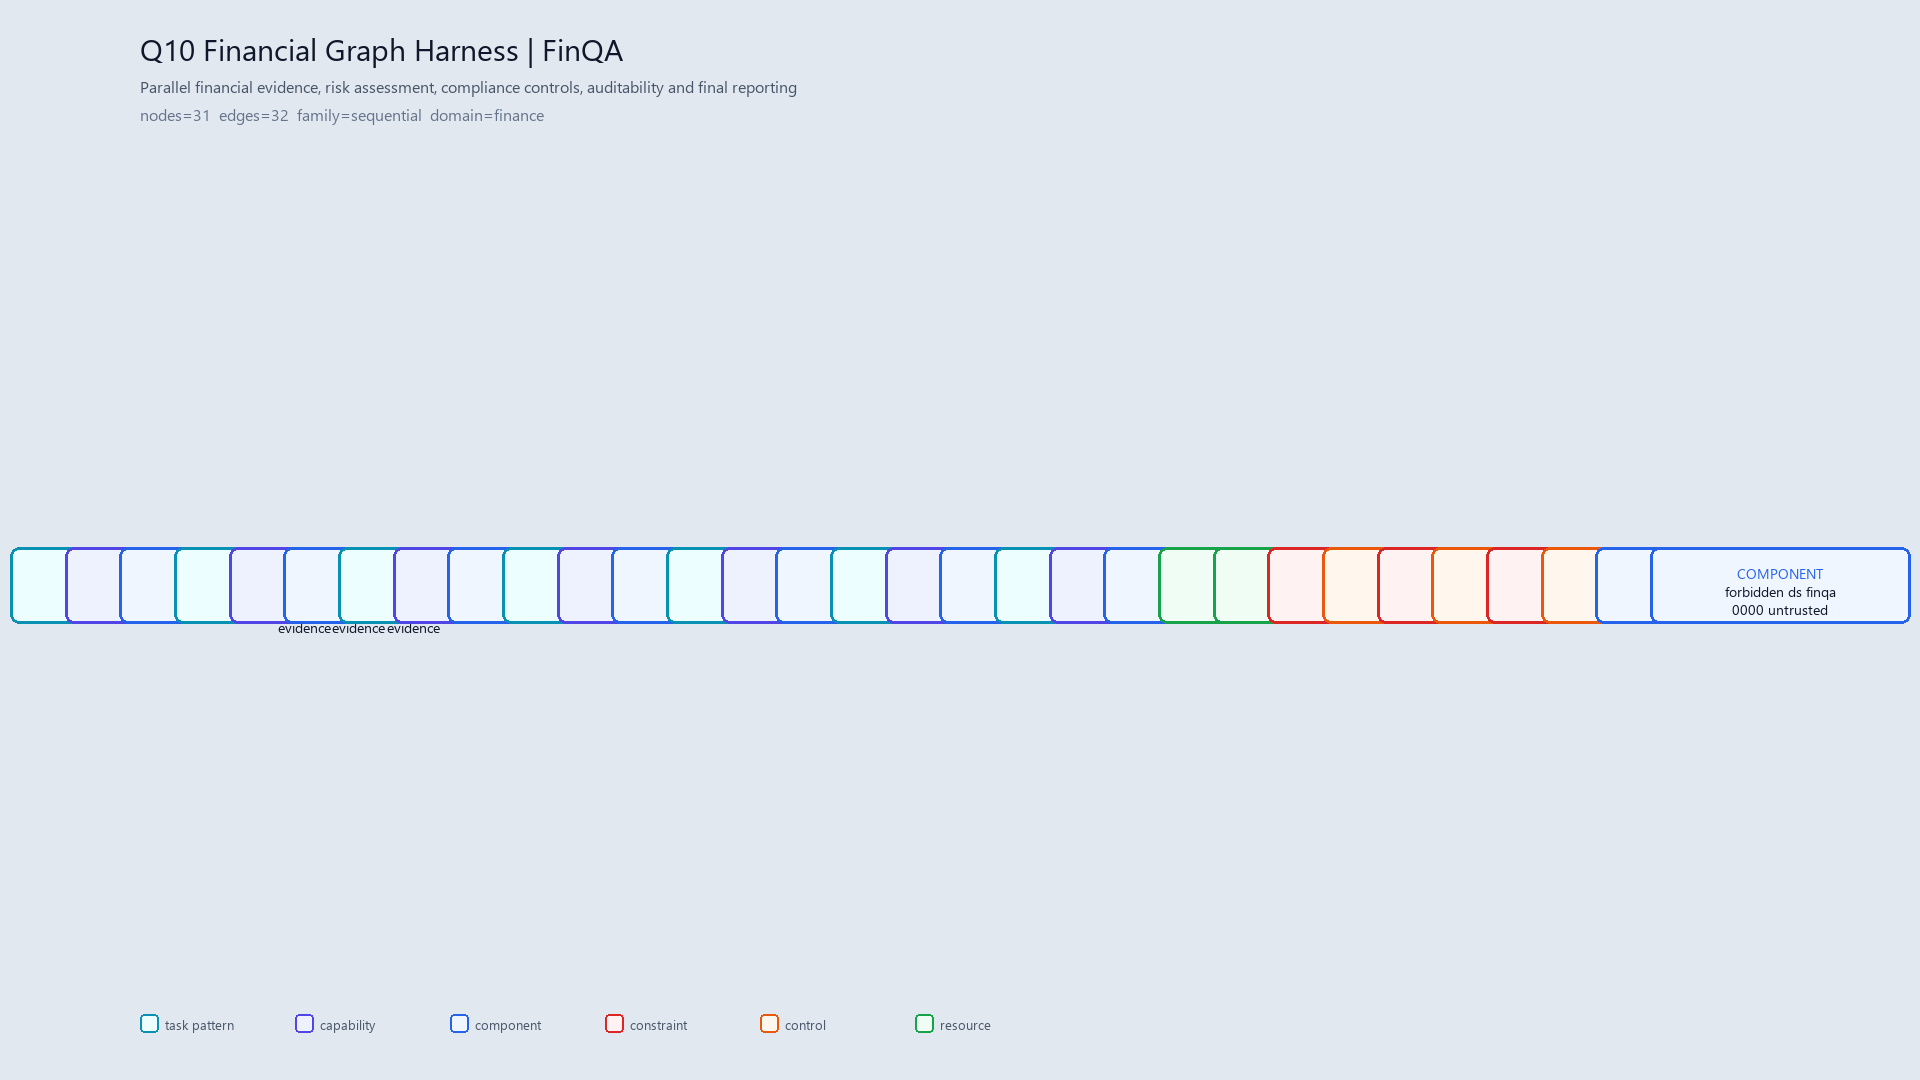 Q10 Financial Graph Harness | FinQA
Parallel financial evidence, risk assessment, compliance controls, auditability and final reporting
nodes=31 edges=32 family=sequential domain=finance
COMPONENT
forbidden ds finqa
0000 untrusted
evidence evidence evidence
task pattern
capability
component
constraint
control
resource